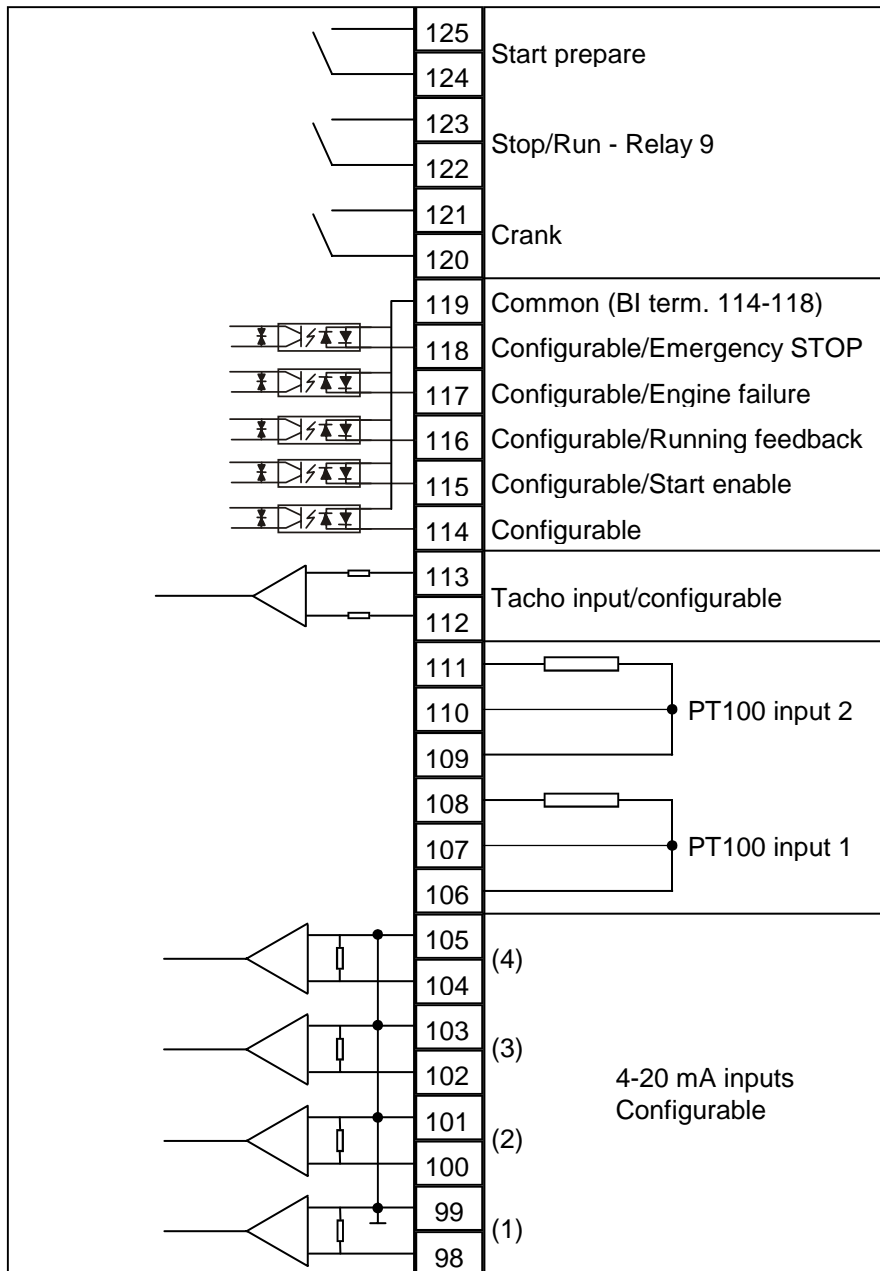 125
Start prepare
124
123
Stop/Run - Relay 9
122
121
Crank
120
119 Common (BI term. 114-118)
118 Configurable/Emergency STOP
117 Configurable/Engine failure
116 Configurable/Running feedback
115 Configurable/Start enable
114 Configurable
113
Tacho input/configurable
112
111
110 PT100 input 2
109
108
107 PT100 input 1
106
105
(4)
104
103
(3)
102
4-20 mA inputs
Configurable
101
(2)
100
99
(1)
98